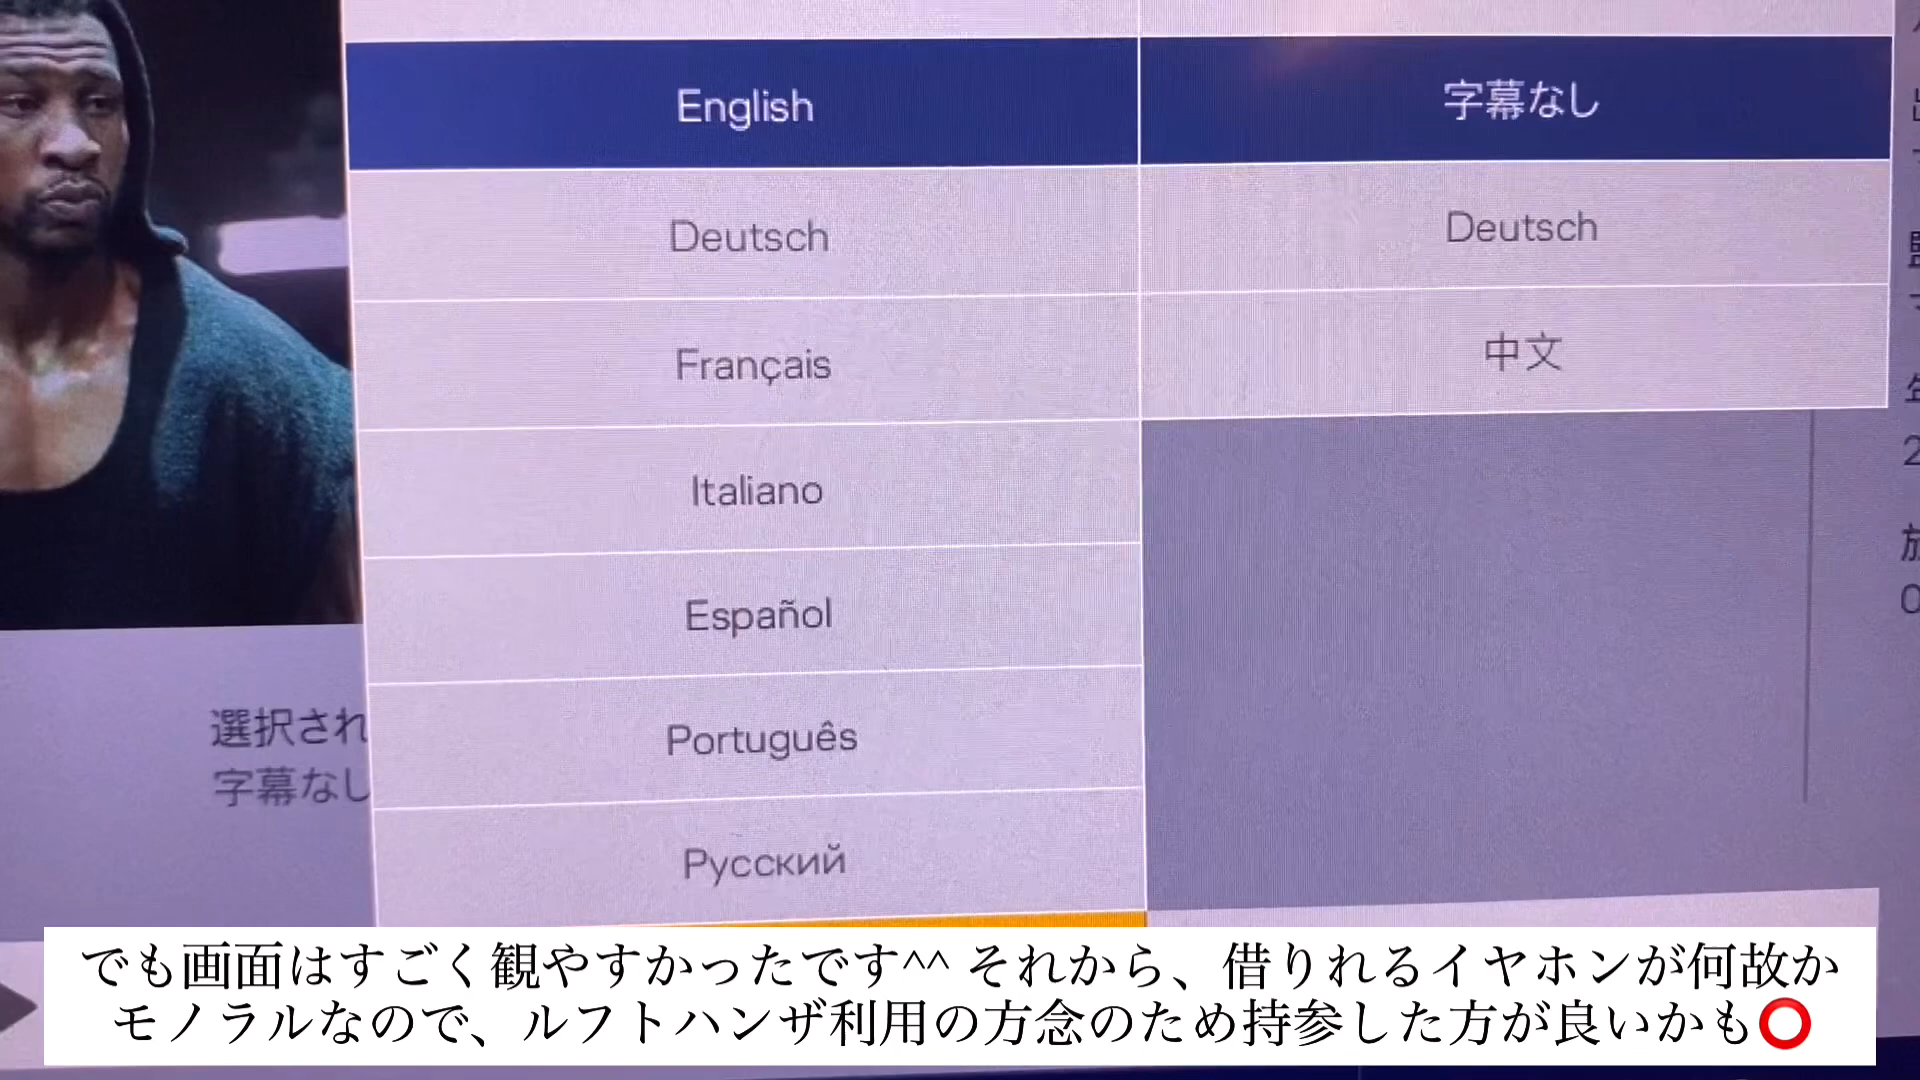 English
字幕なし
Deutsch
Deutsch
Français
中文
Italiano
Español
Português
Русский
選択され
字幕なし
でも画面はすごく観やすかったです^^ それから、借りれるイヤホンが何故か
モノラルなので、ルフトハンザ利用の方念のため持参した方が良いかも⭕